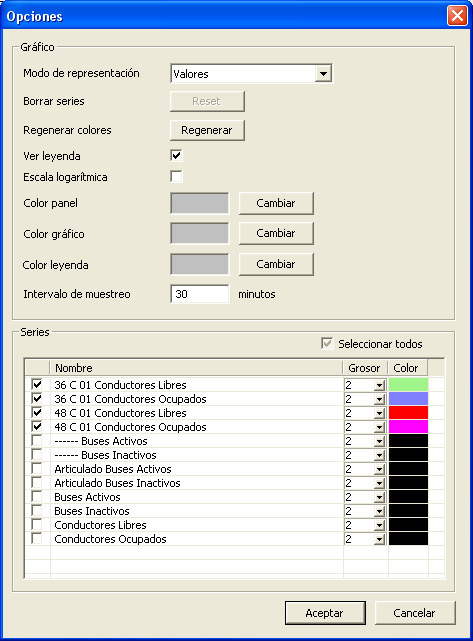 Opciones
Gráfico
Modo de representación Valores
Borrar series Reset
Regenerar colores Regenerar
Ver leyenda
Escala logarítmica
Color panel Cambiar
Color gráfico Cambiar
Color leyenda Cambiar
Intervalo de muestreo 30 minutos
Series
Seleccionar todos
Nombre Grosor Color
36 C 01 Conductores Libres 2
36 C 01 Conductores Ocupados 2
48 C 01 Conductores Libres 2
48 C 01 Conductores Ocupados 2
------ Buses Activos 2
------ Buses Inactivos 2
Articulado Buses Activos 2
Articulado Buses Inactivos 2
Buses Activos 2
Buses Inactivos 2
Conductores Libres 2
Conductores Ocupados 2
Aceptar Cancelar